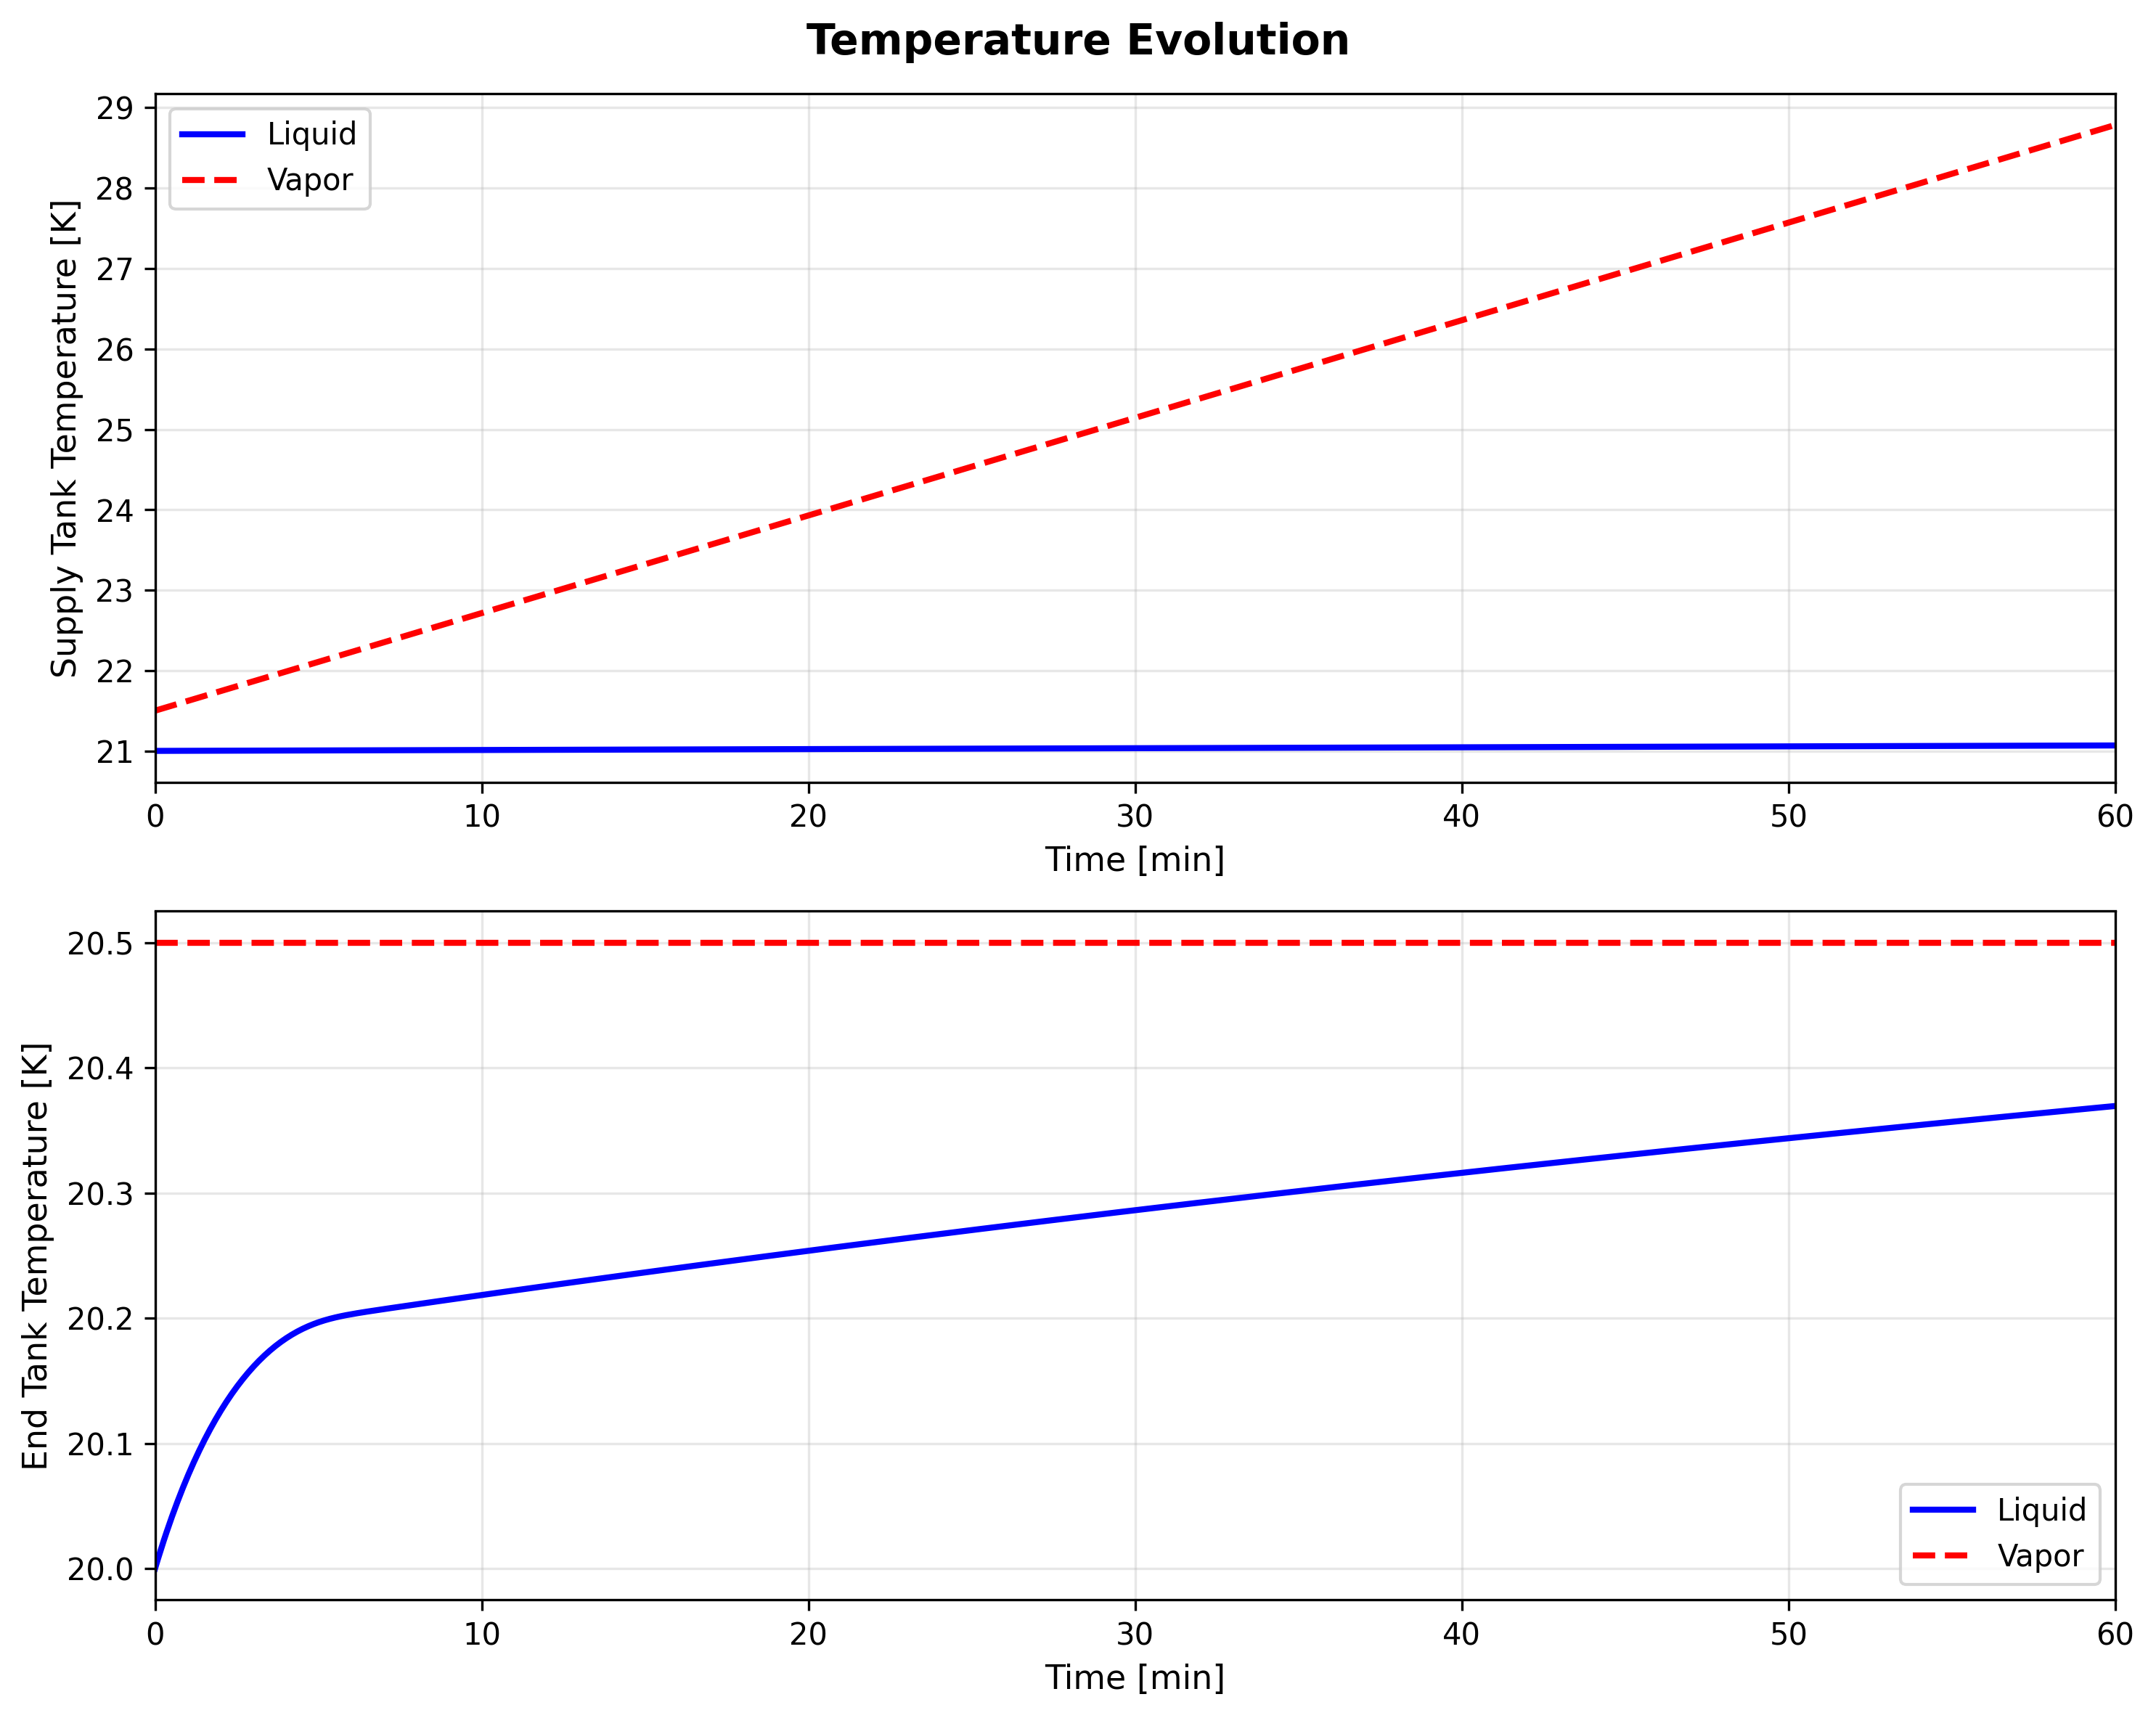 Temperature Evolution
29
28
27
26
25
24
23
22
21
Supply Tank Temperature [K]
Liquid
Vapor
0 10 20 30 40 50 60
Time [min]
20.5
20.4
20.3
20.2
20.1
20.0
End Tank Temperature [K]
Liquid
Vapor
0 10 20 30 40 50 60
Time [min]